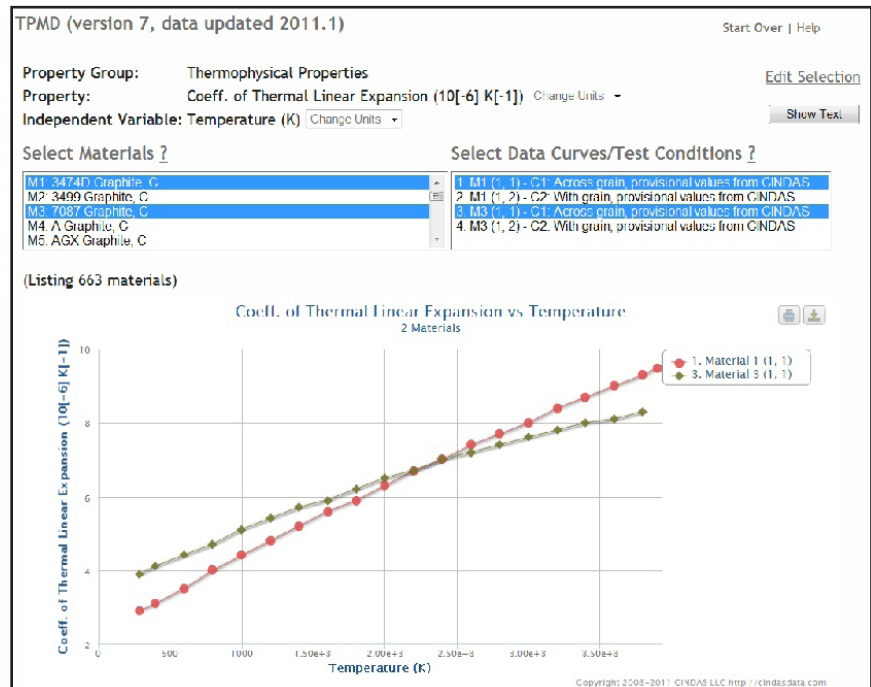 TPMD (version 7, data updated 2011.1)
Start Over | Help
Property Group: Thermophysical Properties
Edit Selection
Property: Coeff. of Thermal Linear Expansion (10[-6] K[-1]) Change Units
Independent Variable: Temperature (K) Change Units
Show Text
Select Materials ?
Select Data Curves/Test Conditions ?
M1: 3474D Graphite, C
1. M1 (1, 1) - C1: Across grain, provisional values from CINDAS
M2: 3499 Graphite, C
2. M1 (1, 2) - C2: With grain, provisional values from CINDAS
M3: 7087 Graphite, C
3. M3 (1, 1) - C1: Across grain, provisional values from CINDAS
M4: A Graphite, C
4. M3 (1, 2) - C2: With grain, provisional values from CINDAS
M5: AGX Graphite, C
(Listing 663 materials)
Coeff. of Thermal Linear Expansion vs Temperature
2 Materials
Coeff. of Thermal Linear Expansion (10[-6] K[-1])
10
8
6
4
2
1. Material 1 (1, 1)
3. Material 3 (1, 1)
0 500 1000 1.50e+3 2.00e+3 2.50e+3 3.00e+3 3.50e+3
Temperature (K)
Copyright 2003-2011 CINDAS LLC http://cindasdata.com